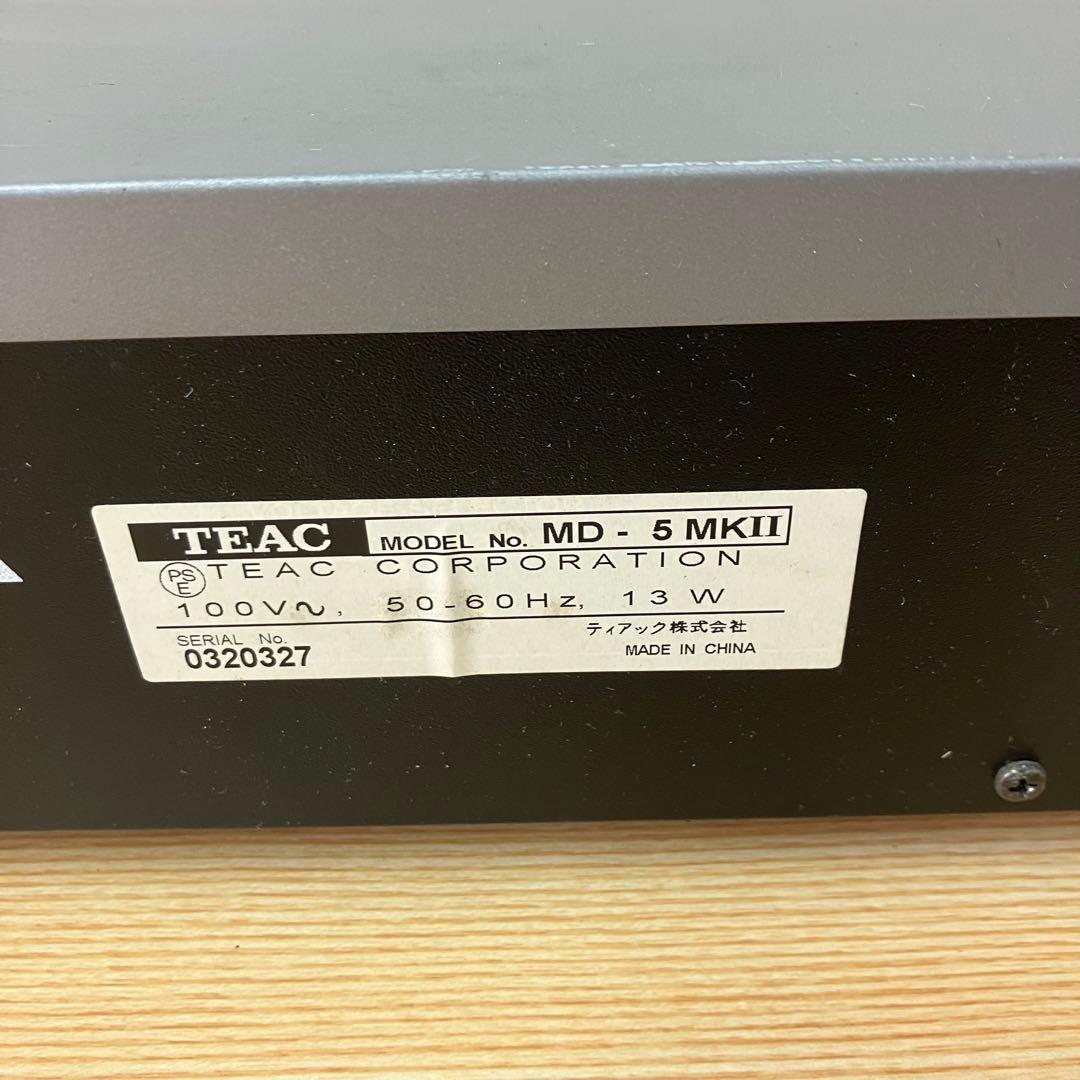 TEAC MODEL No. MD - 5 MKII
PSE TEAC CORPORATION
100V～, 50-60Hz, 13 W
SERIAL No. ティアック株式会社
0320327 MADE IN CHINA